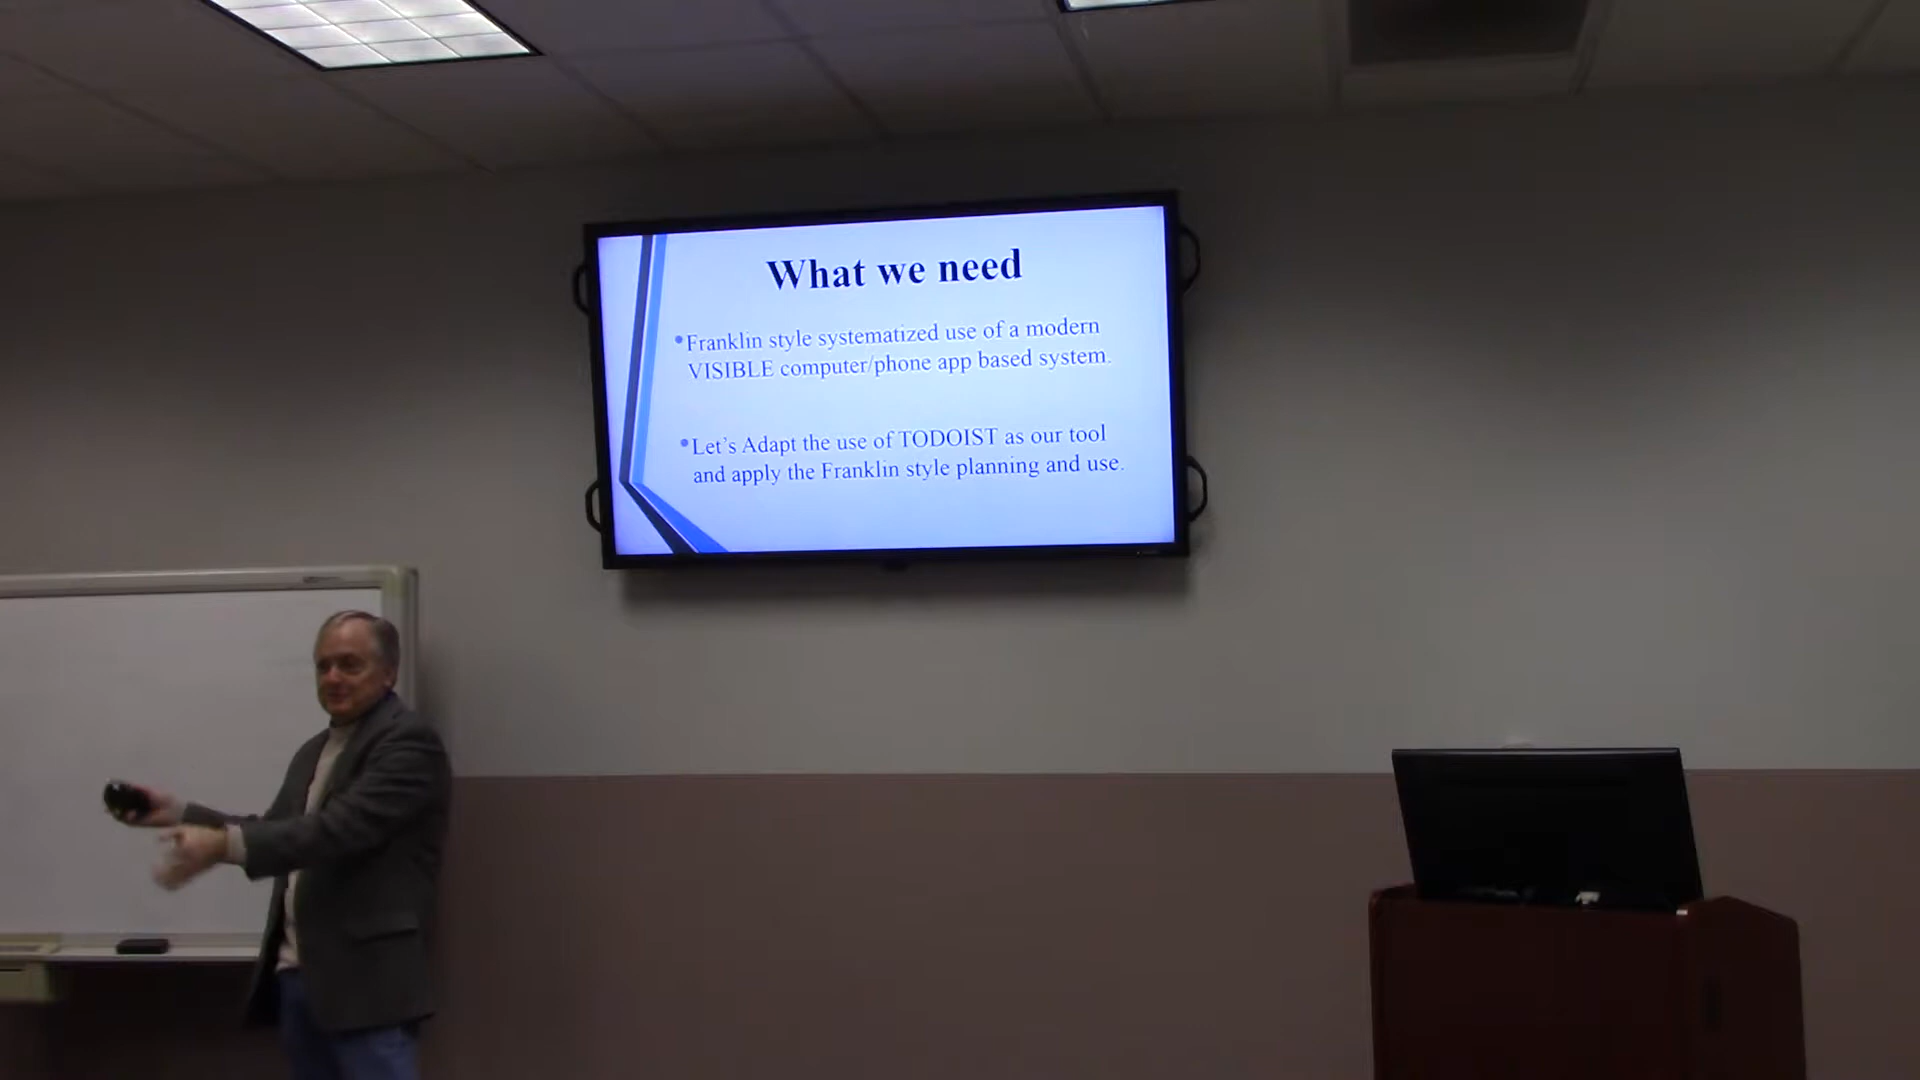 What we need
•Franklin style systematized use of a modern
VISIBLE computer/phone app based system.
•Let's Adapt the use of TODOIST as our tool
and apply the Franklin style planning and use.